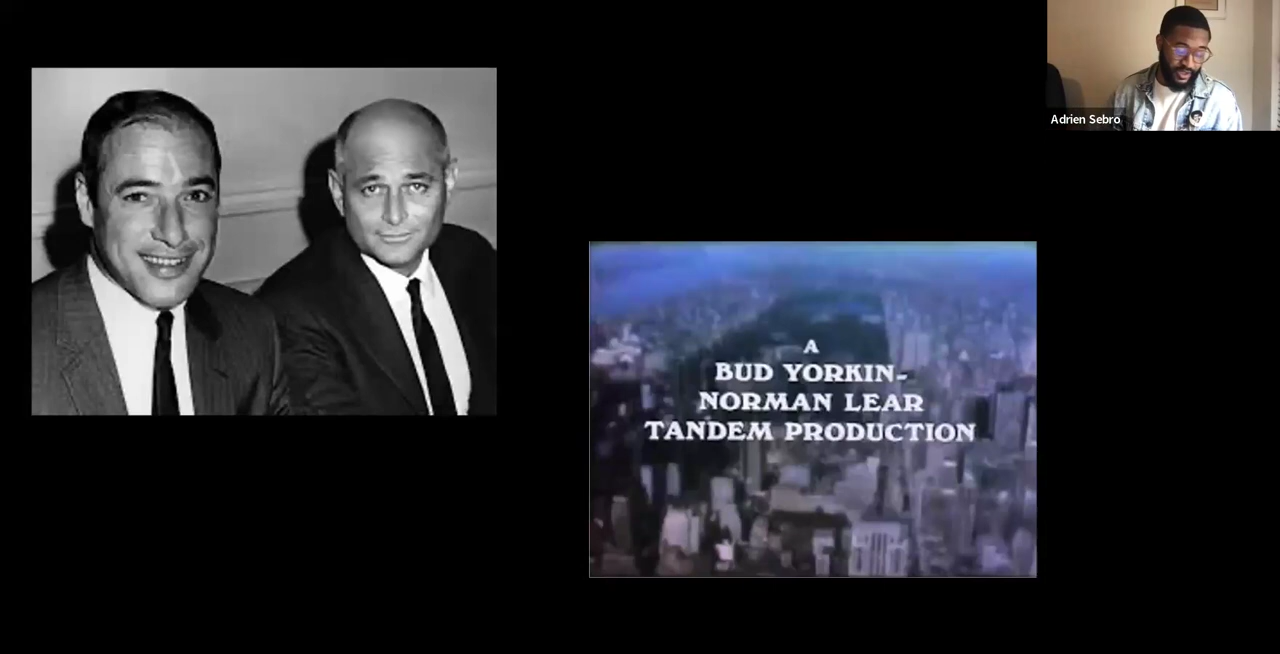 Adrien Sebro
A
BUD YORKIN-
NORMAN LEAR
TANDEM PRODUCTION